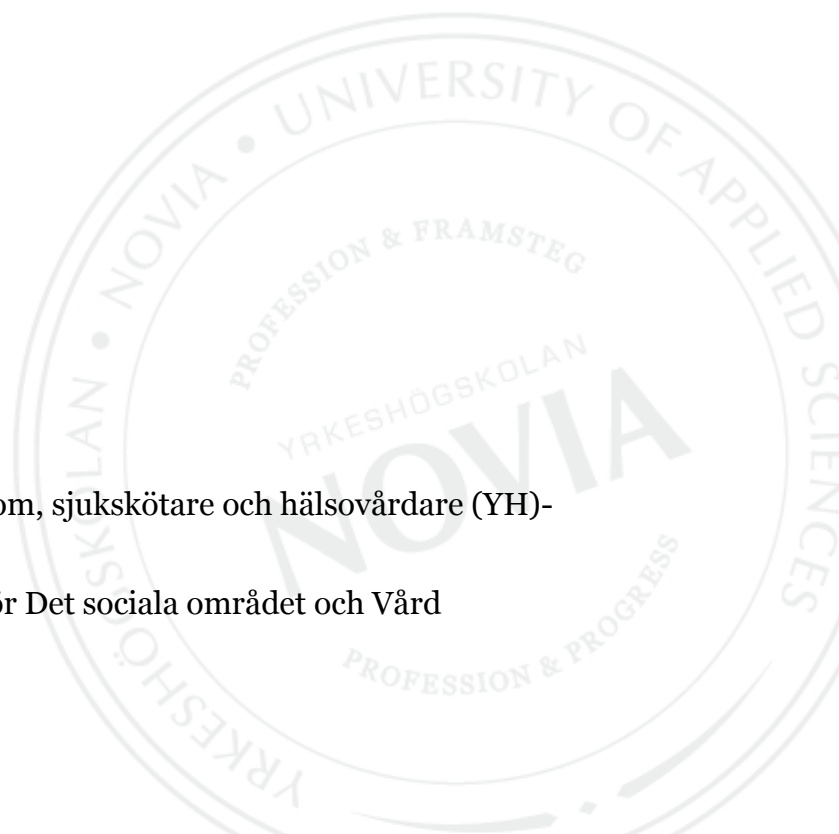 YRKESHÖGSKOLAN • NOVIA • UNIVERSITY OF APPLIED SCIENCES
PROFESSION & FRAMSTEG
YRKESHÖGSKOLAN
NOVIA
om, sjukskötare och hälsovårdare (YH)-
ör Det sociala området och Vård
PROFESSION & PROGRESS